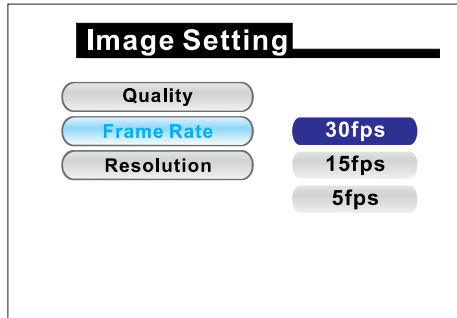 Image Setting
Quality
Frame Rate
Resolution
30fps
15fps
5fps